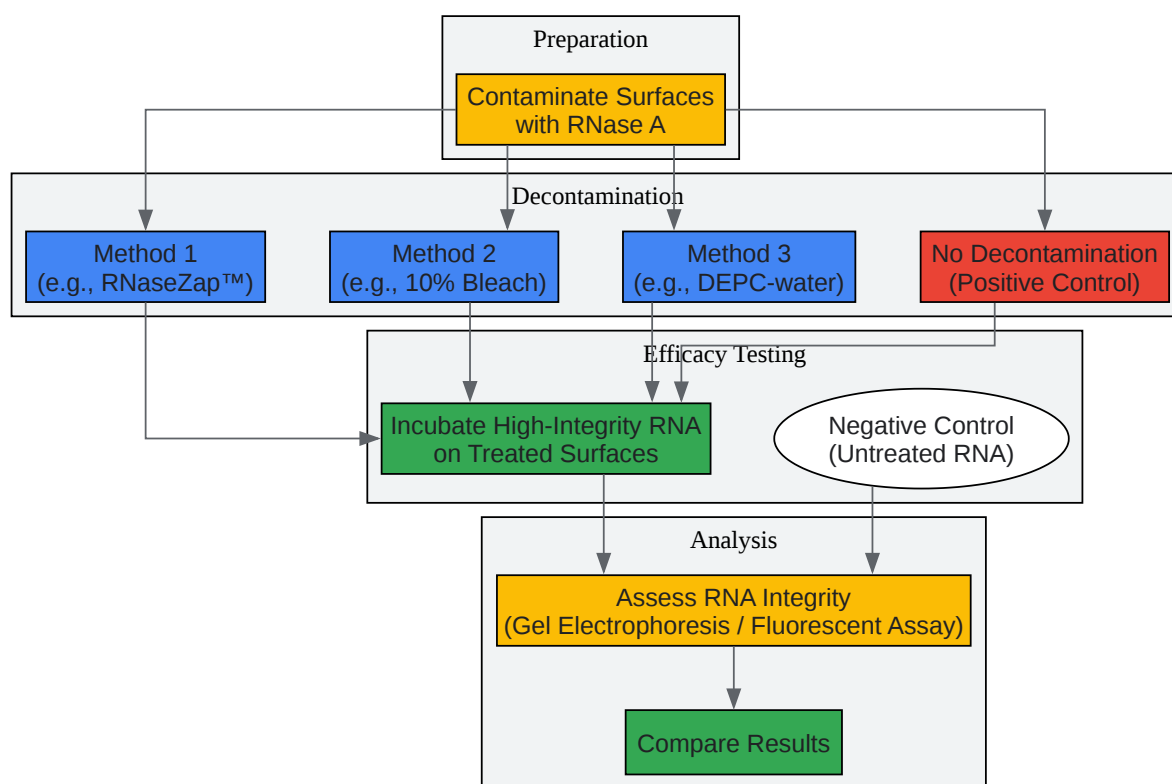 Preparation
Contaminate Surfaces
with RNase A
Decontamination
Method 1
(e.g., RNaseZap™)
Method 2
(e.g., 10% Bleach)
Method 3
(e.g., DEPC-water)
No Decontamination
(Positive Control)
Efficacy Testing
Incubate High-Integrity RNA
on Treated Surfaces
Negative Control
(Untreated RNA)
Analysis
Assess RNA Integrity
(Gel Electrophoresis / Fluorescent Assay)
Compare Results